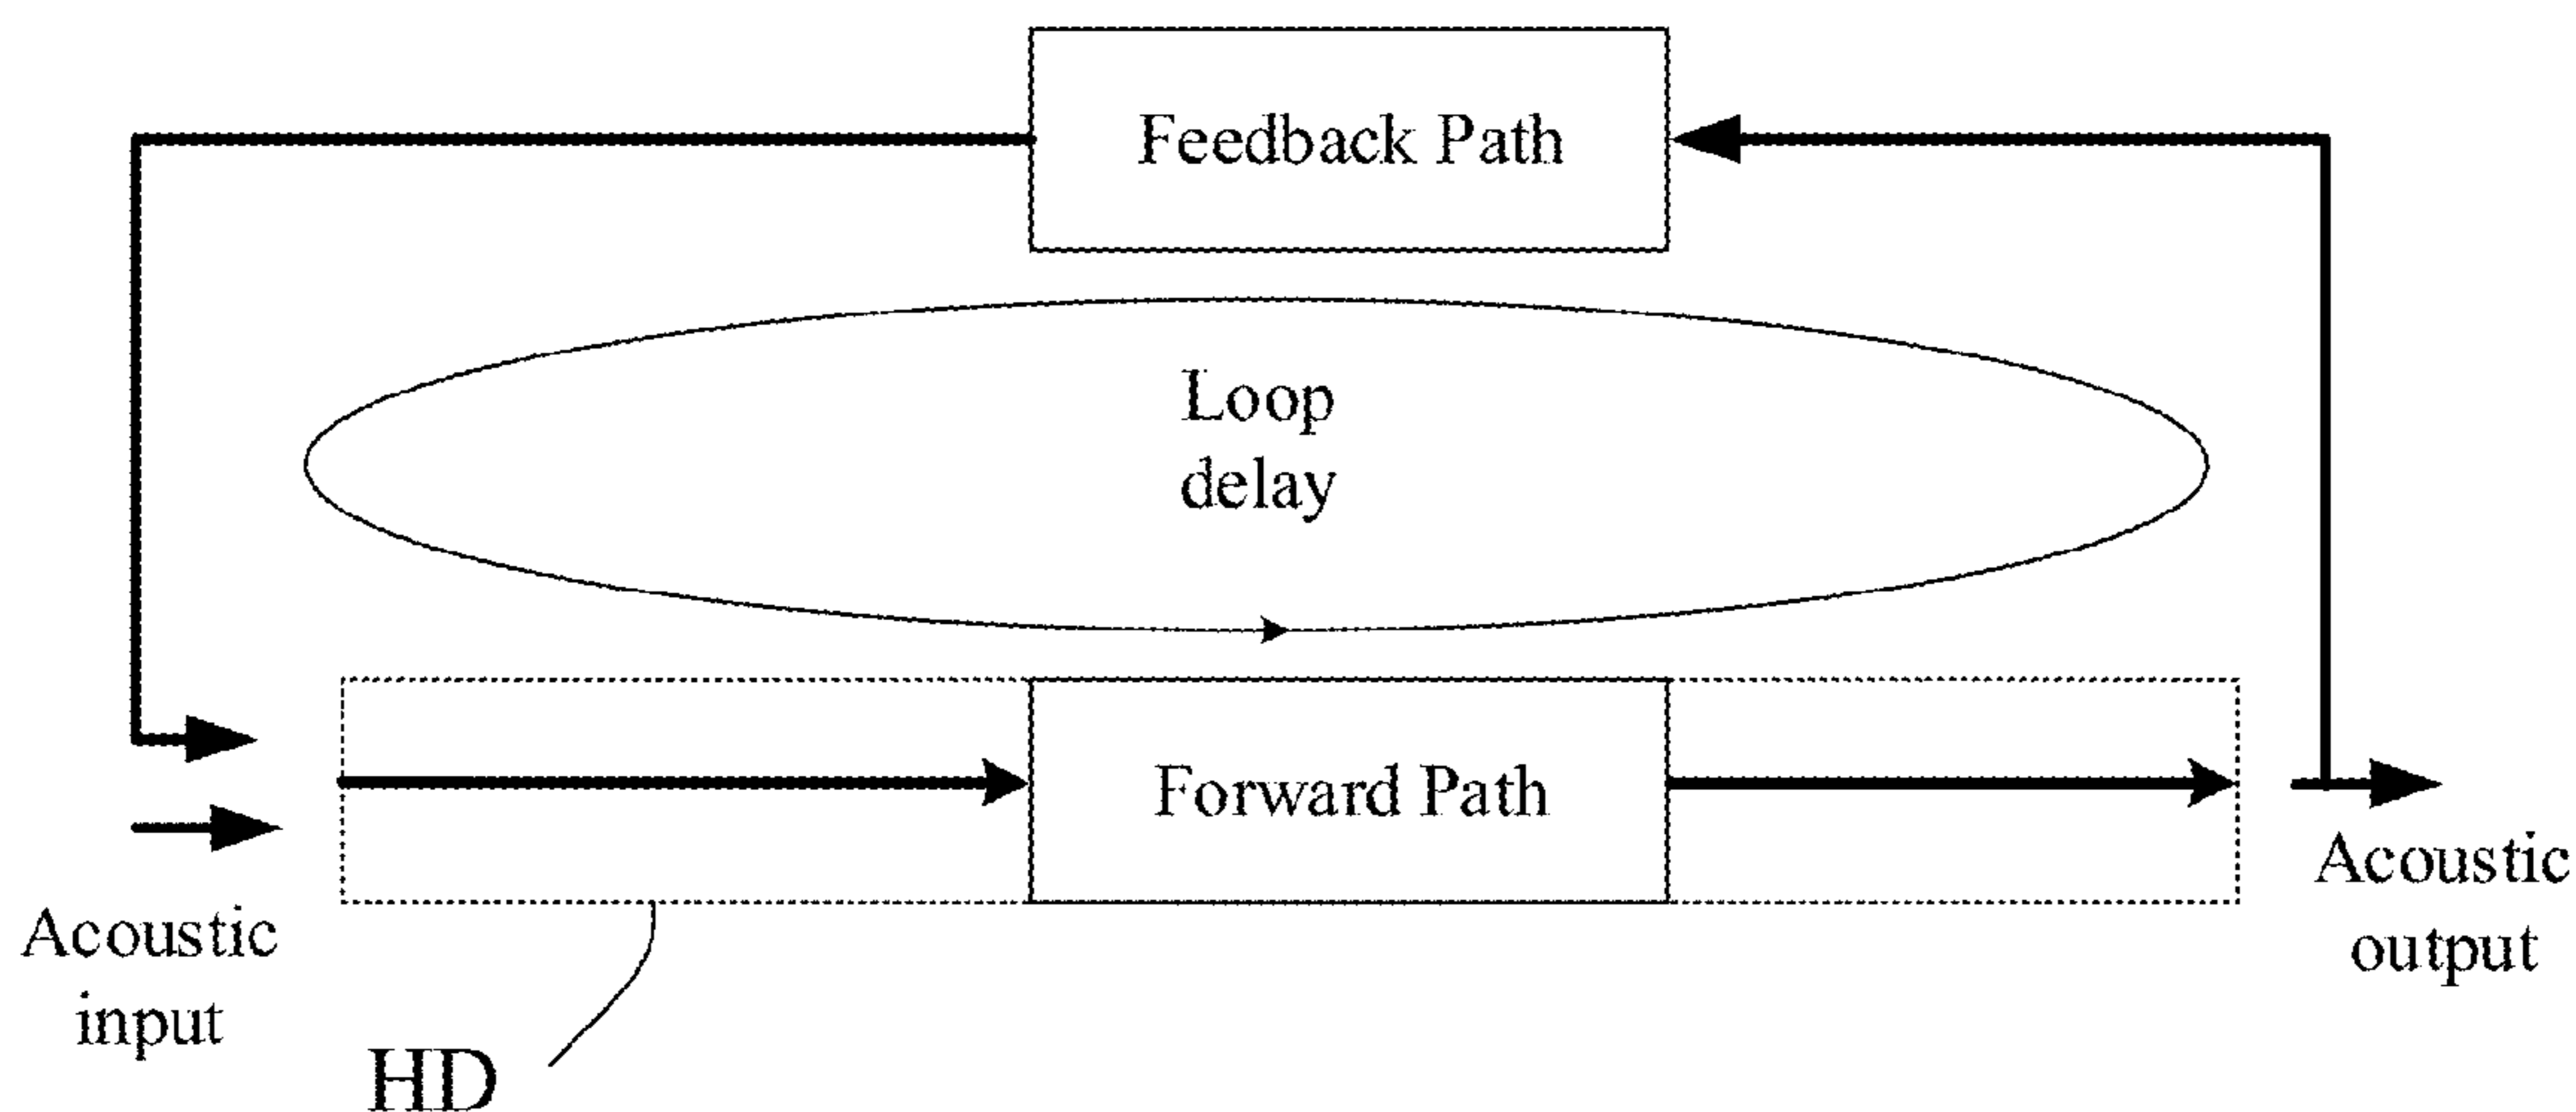 Feedback Path
Loop
delay
Forward Path
Acoustic
input
Acoustic
output
HD